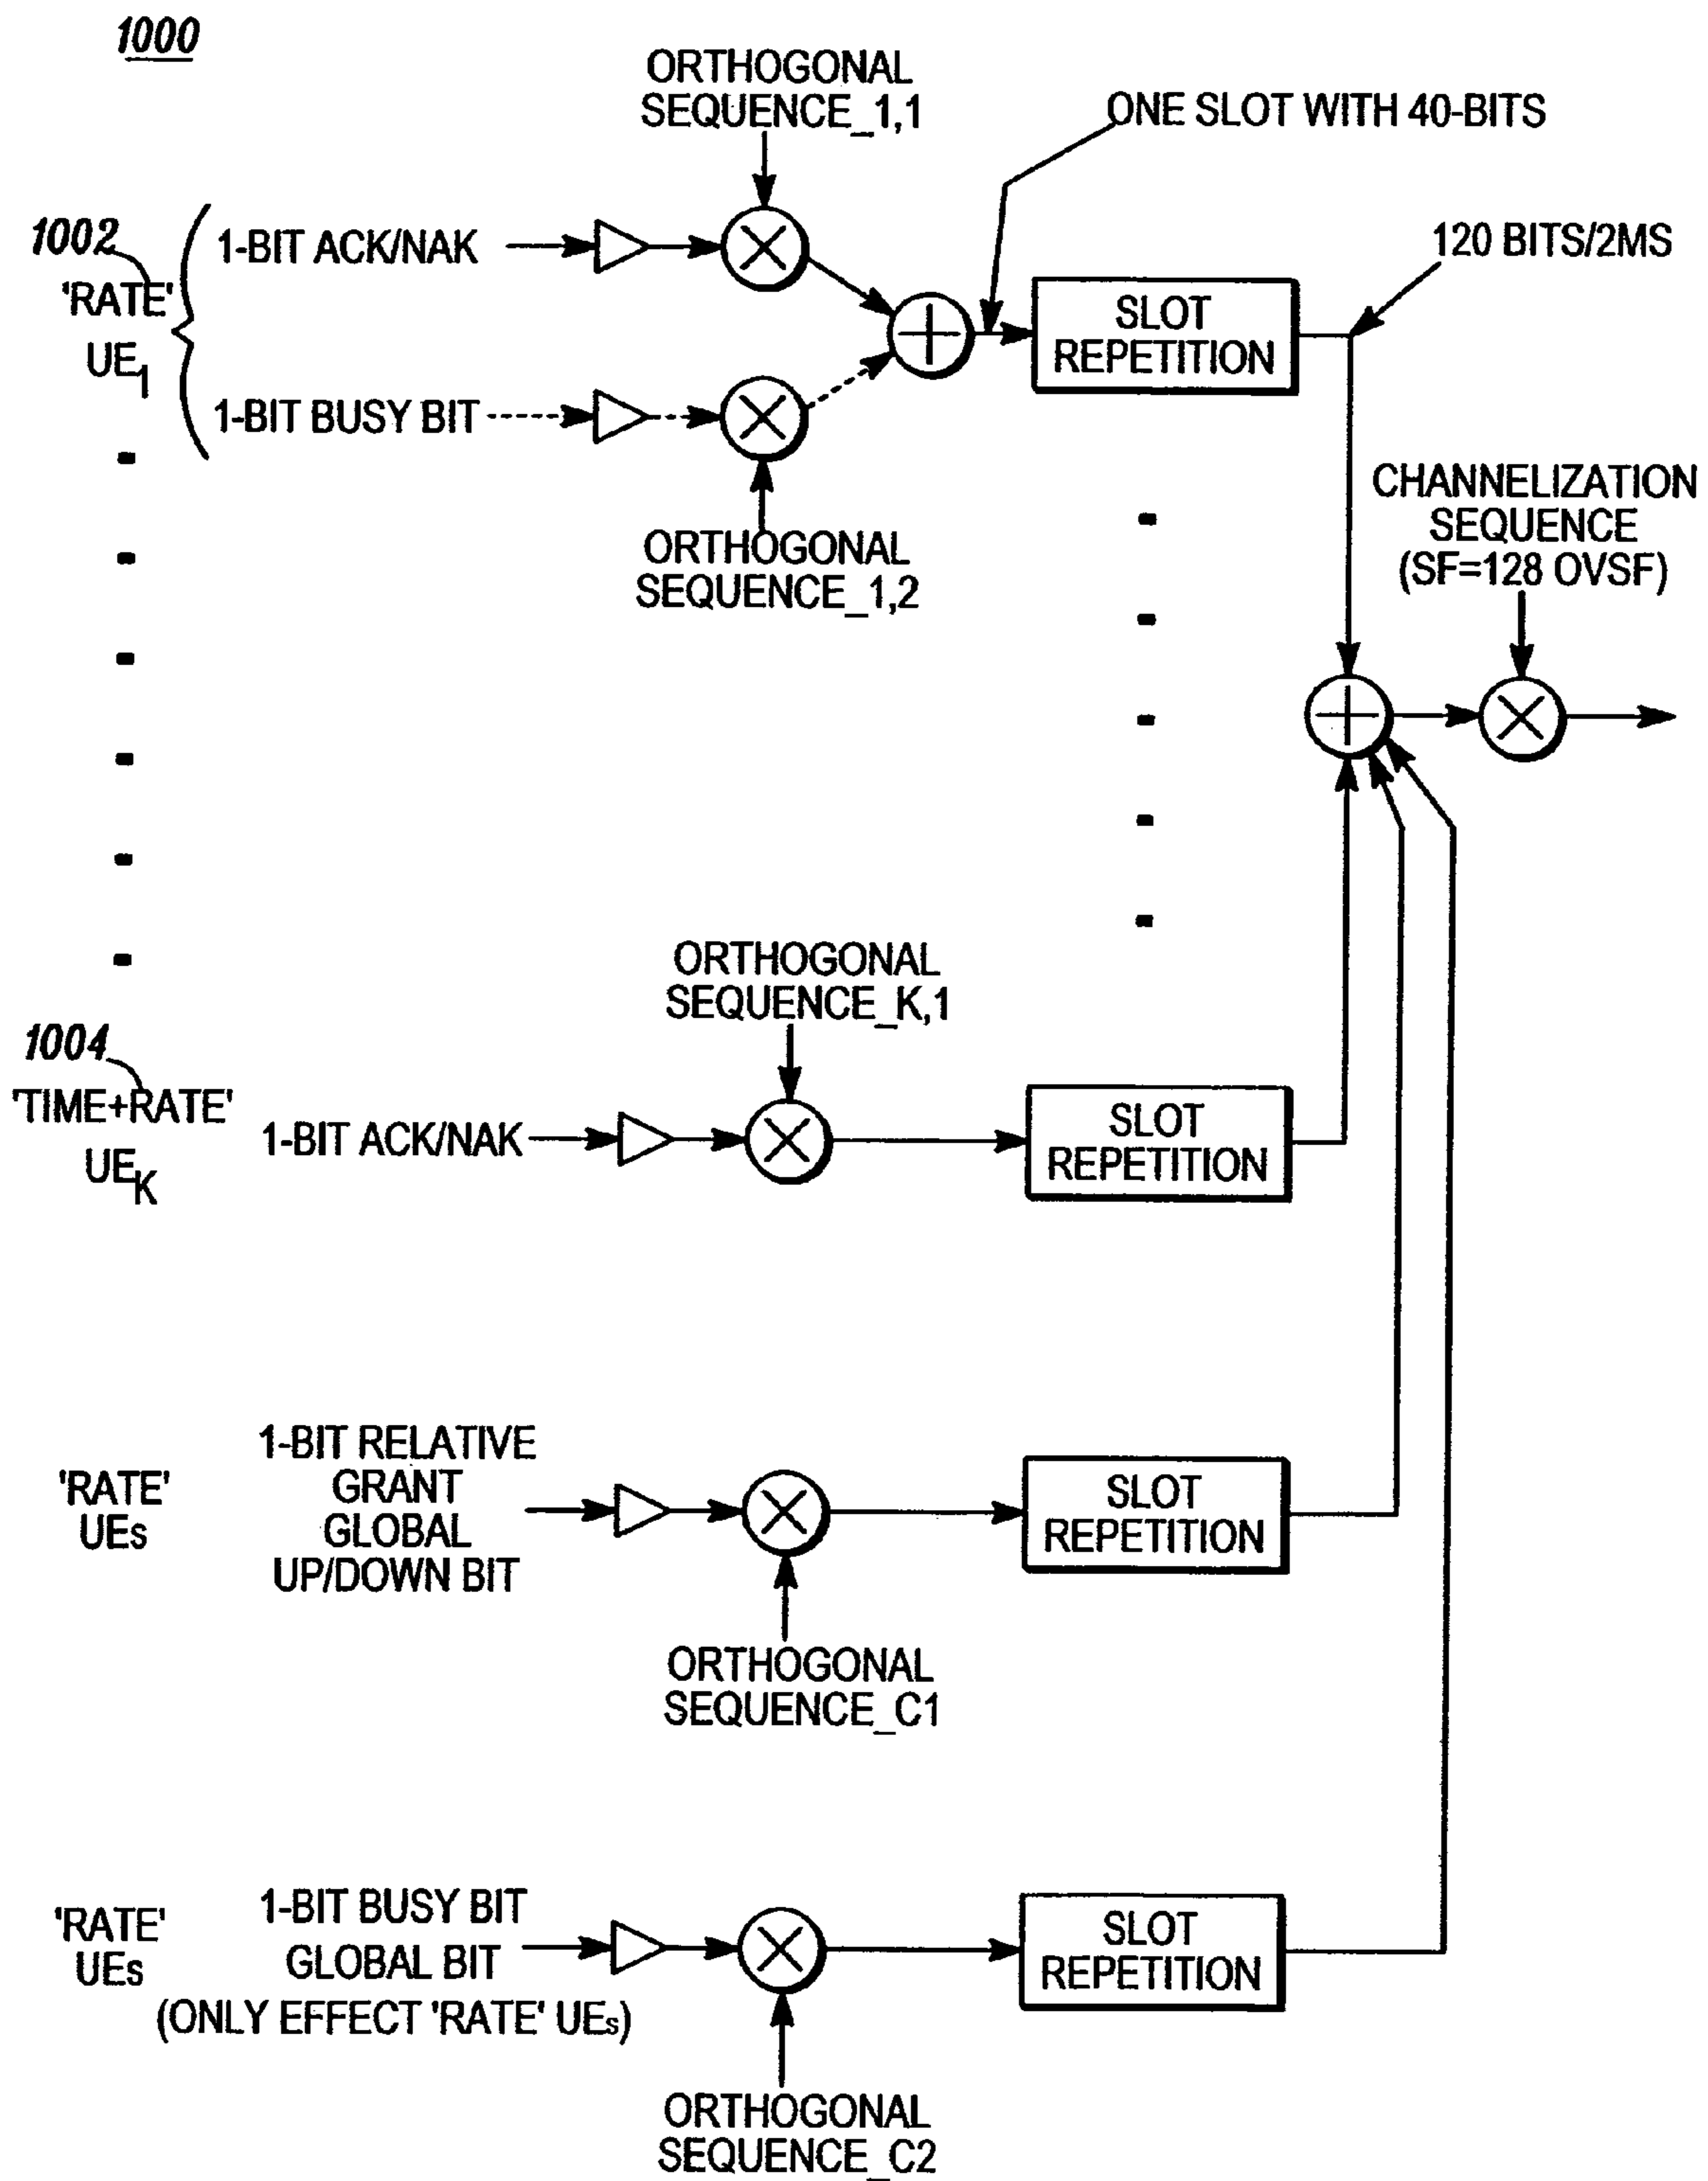 1000
ORTHOGONAL
SEQUENCE_1,1
ONE SLOT WITH 40-BITS
1002
'RATE'
UE1
1-BIT ACK/NAK
120 BITS/2MS
SLOT
REPETITION
1-BIT BUSY BIT
ORTHOGONAL
SEQUENCE_1,2
CHANNELIZATION
SEQUENCE
(SF=128 OVSF)
ORTHOGONAL
SEQUENCE_K,1
1004
'TIME+RATE'
UEK
1-BIT ACK/NAK
SLOT
REPETITION
'RATE'
UEs
1-BIT RELATIVE
GRANT
GLOBAL
UP/DOWN BIT
SLOT
REPETITION
ORTHOGONAL
SEQUENCE_C1
'RATE'
UEs
1-BIT BUSY BIT
GLOBAL BIT
(ONLY EFFECT 'RATE' UEs)
SLOT
REPETITION
ORTHOGONAL
SEQUENCE_C2